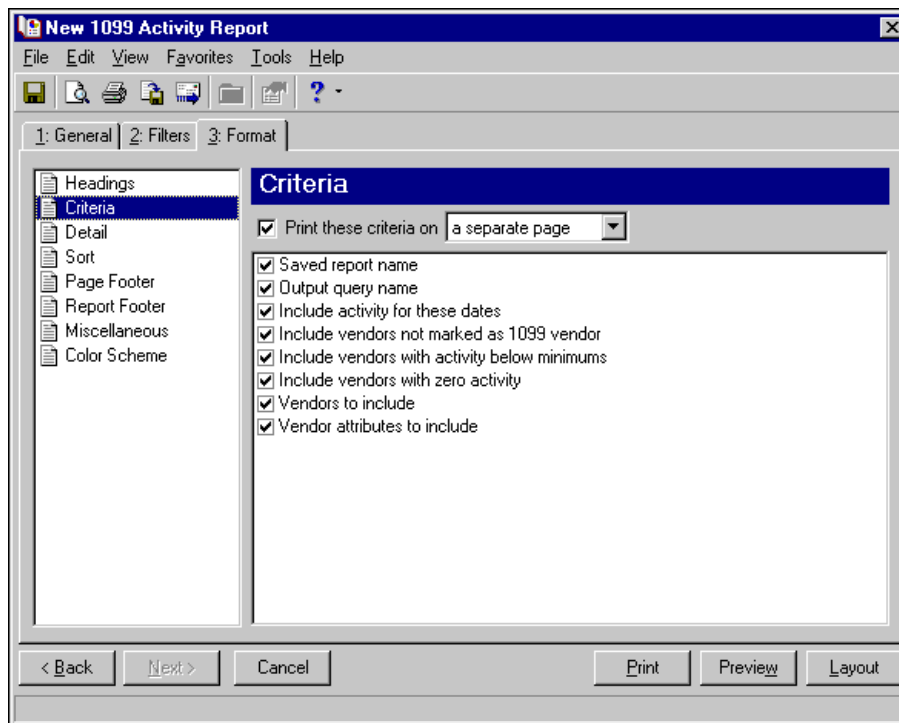 New 1099 Activity Report
File Edit View Favorites Tools Help
?
1: General 2: Filters 3: Format
Headings
Criteria
Detail
Sort
Page Footer
Report Footer
Miscellaneous
Color Scheme
Criteria
Print these criteria on a separate page
Saved report name
Output query name
Include activity for these dates
Include vendors not marked as 1099 vendor
Include vendors with activity below minimums
Include vendors with zero activity
Vendors to include
Vendor attributes to include
< Back Next > Cancel Print Preview Layout